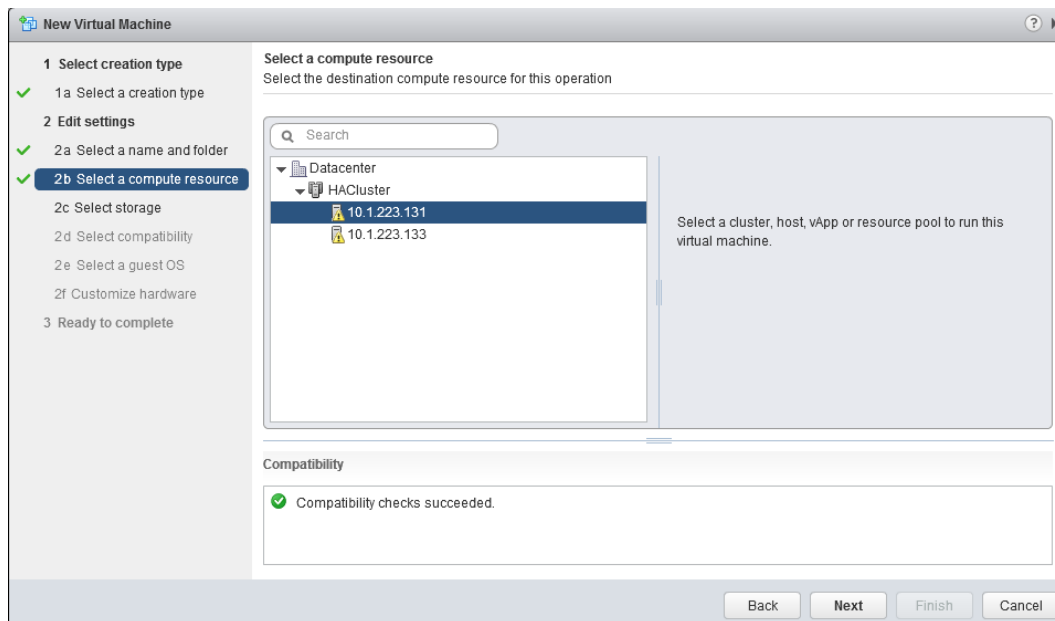 New Virtual Machine
?
1 Select creation type
1a Select a creation type
2 Edit settings
2a Select a name and folder
2b Select a compute resource
2c Select storage
2d Select compatibility
2e Select a guest OS
2f Customize hardware
3 Ready to complete
Select a compute resource
Select the destination compute resource for this operation
Search
Datacenter
HACluster
10.1.223.131
10.1.223.133
Select a cluster, host, vApp or resource pool to run this
virtual machine.
Compatibility
Compatibility checks succeeded.
Back
Next
Finish
Cancel